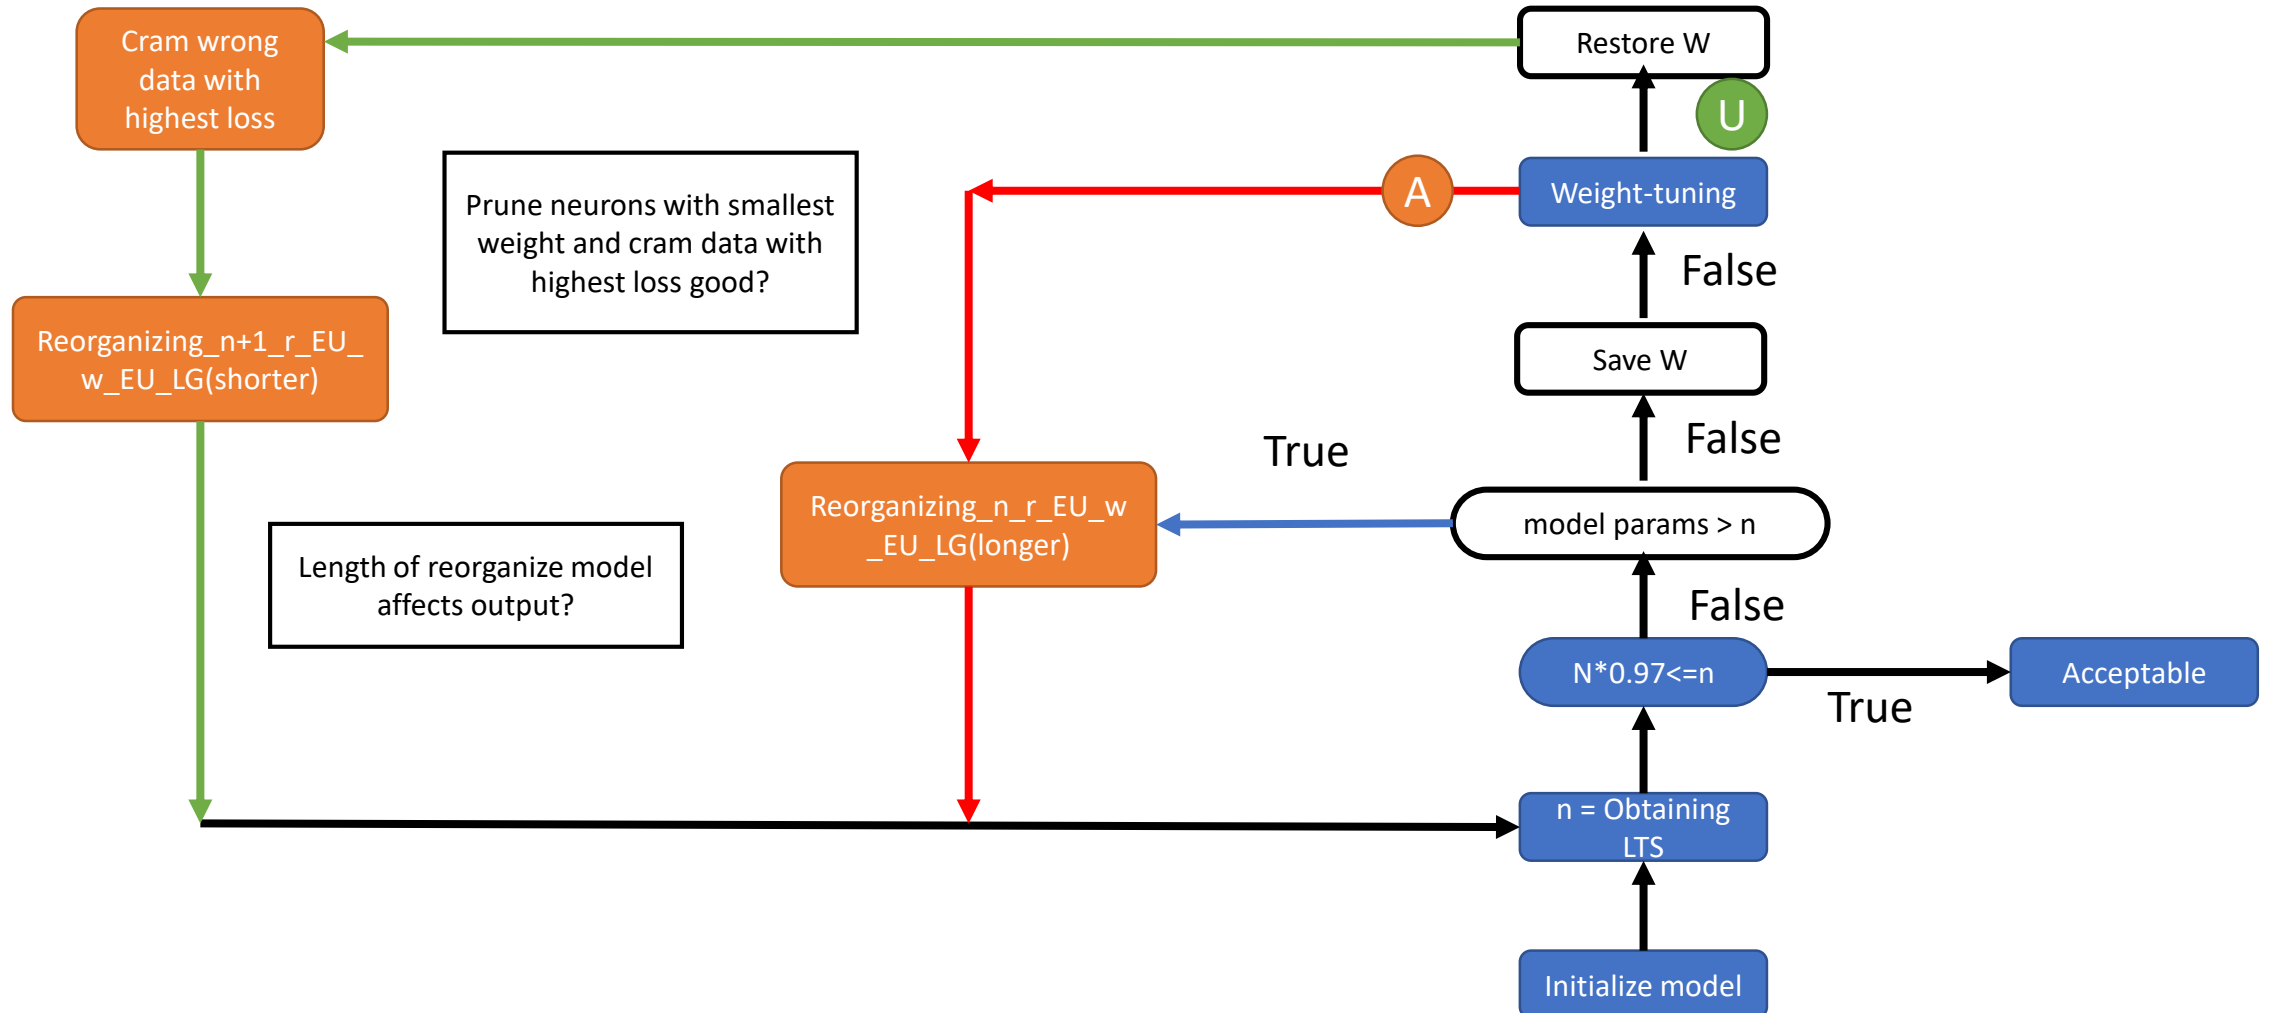 Cram wrong
data with
highest loss
Restore W
U
Prune neurons with smallest
weight and cram data with
highest loss good?
A
Weight-tuning
False
Reorganizing_n+1_r_EU_
w_EU_LG(shorter)
Save W
True
False
Reorganizing_n_r_EU_w
_EU_LG(longer)
model params > n
Length of reorganize model
affects output?
False
N*0.97<=n
Acceptable
True
n = Obtaining
LTS
Initialize model